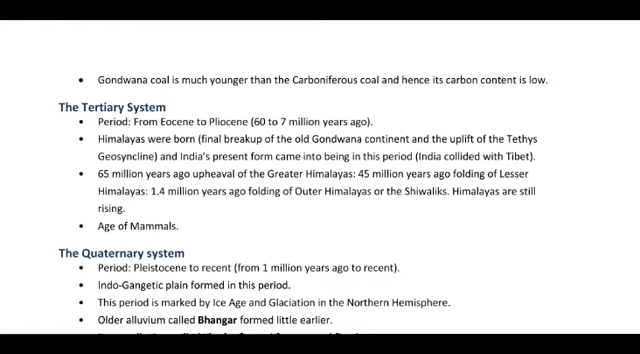 • Gondwana coal is much younger than the Carboniferous coal and hence its carbon content is low.
The Tertiary System
• Period: From Eocene to Pliocene (60 to 7 million years ago).
• Himalayas were born (final breakup of the old Gondwana continent and the uplift of the Tethys
Geosyncline) and India's present form came into being in this period (India collided with Tibet).
• 65 million years ago upheaval of the Greater Himalayas: 45 million years ago folding of Lesser
Himalayas: 1.4 million years ago folding of Outer Himalayas or the Shiwaliks. Himalayas are still
rising.
• Age of Mammals.
The Quaternary system
• Period: Pleistocene to recent (from 1 million years ago to recent).
• Indo-Gangetic plain formed in this period.
• This period is marked by Ice Age and Glaciation in the Northern Hemisphere.
• Older alluvium called Bhangar formed little earlier.